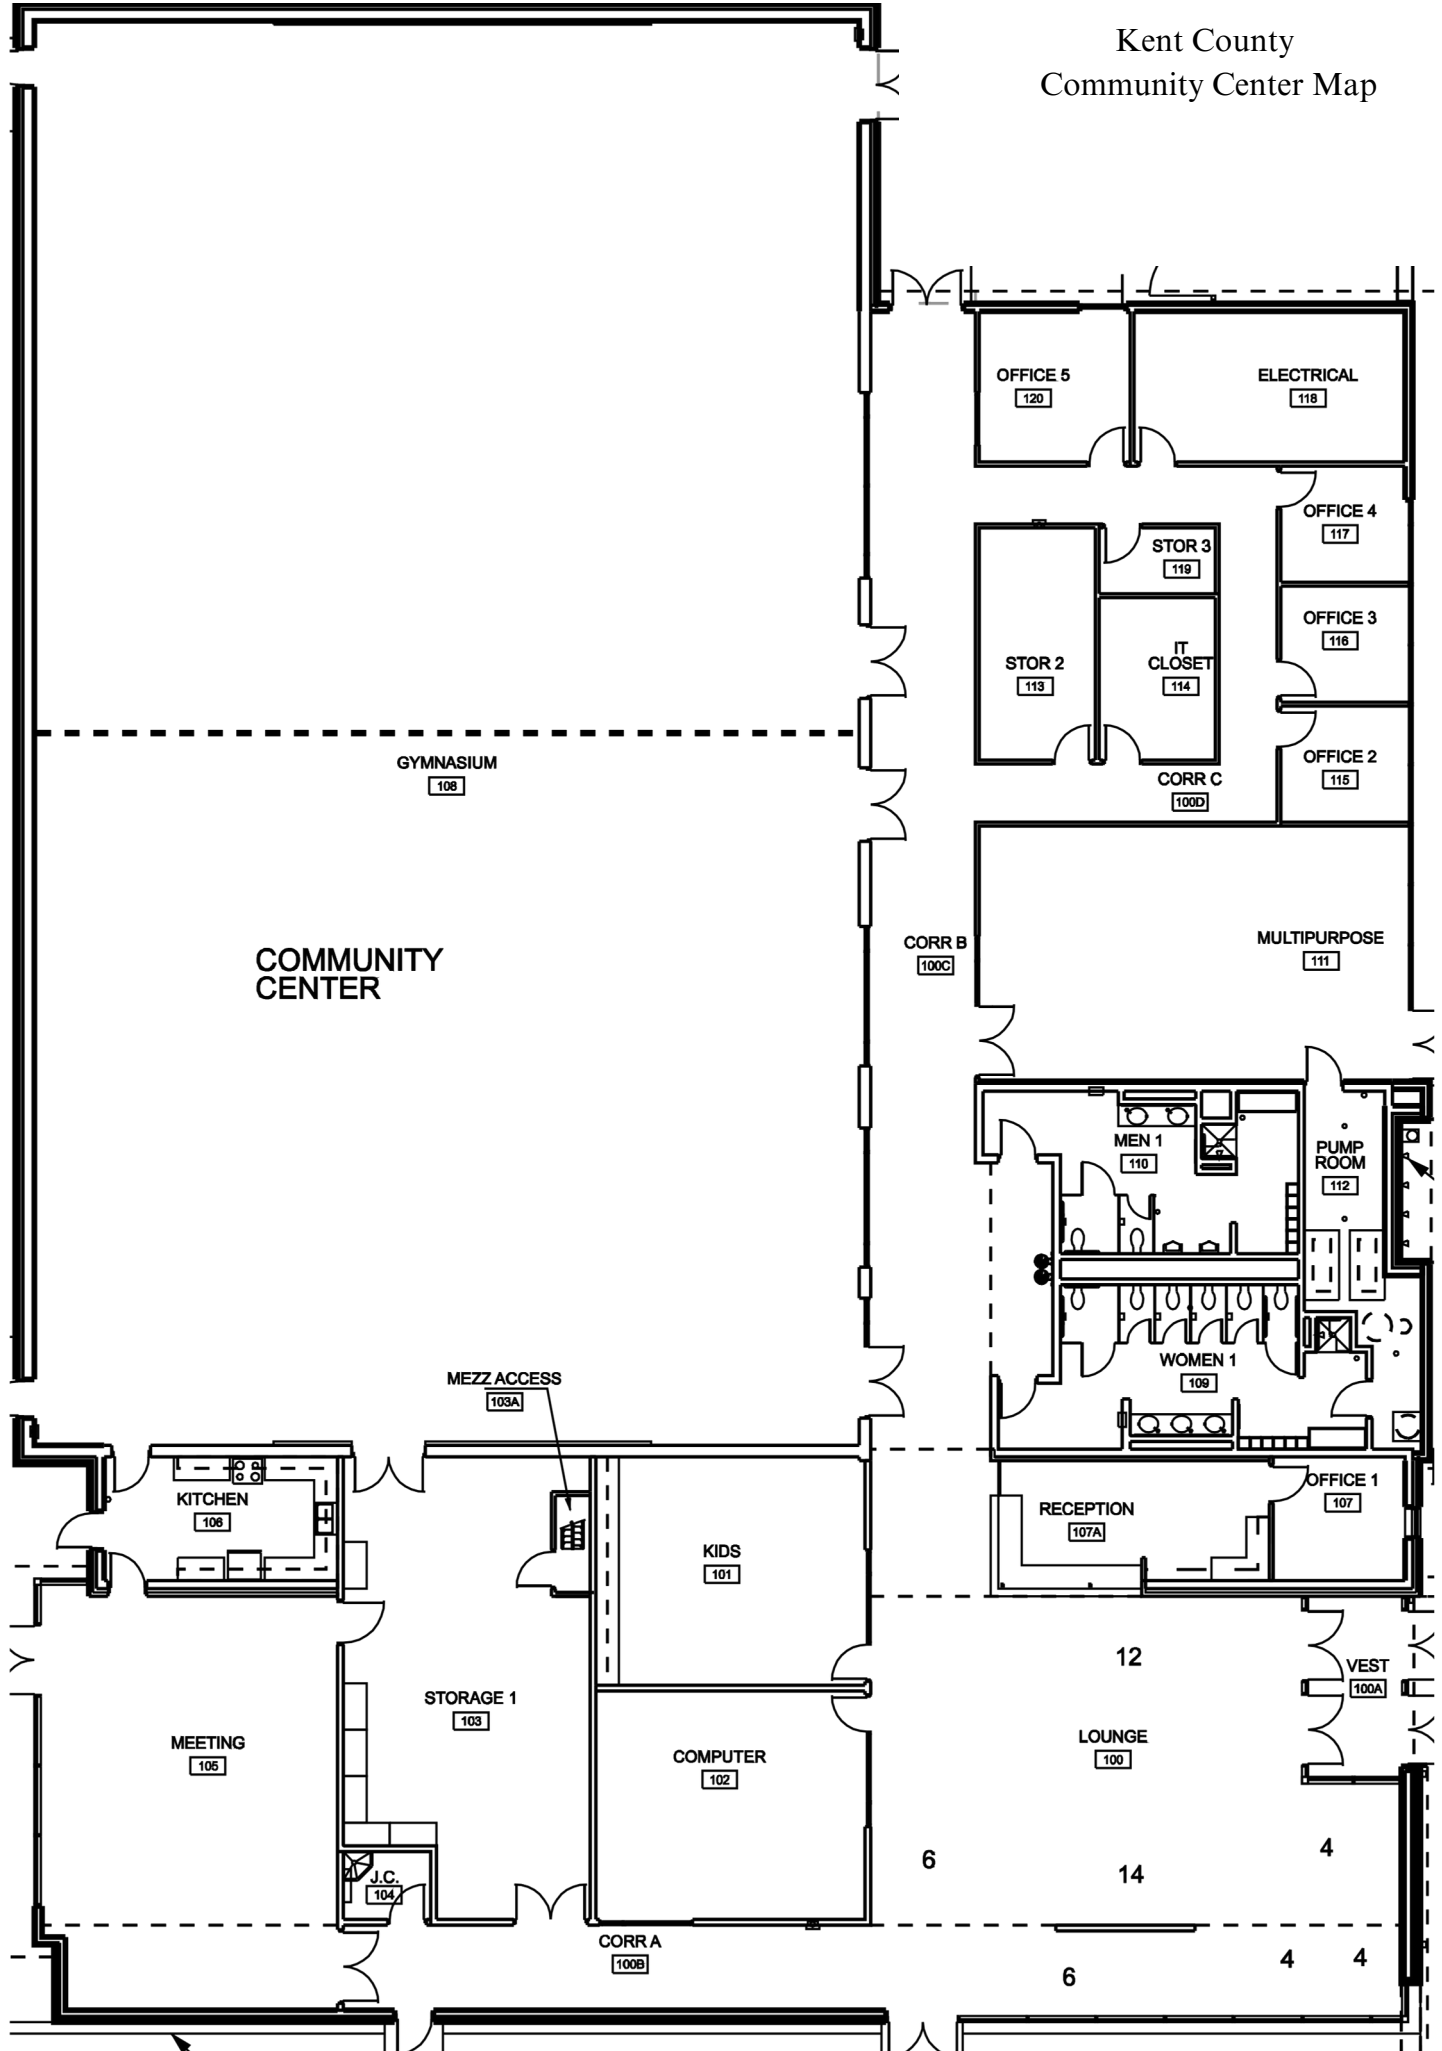 Kent County
Community Center Map
OFFICE 5
120
ELECTRICAL
118
OFFICE 4
117
STOR 3
119
OFFICE 3
116
STOR 2
113
IT
CLOSET
114
OFFICE 2
115
GYMNASIUM
108
CORR C
100D
COMMUNITY
CENTER
CORR B
100C
MULTIPURPOSE
111
MEN 1
110
PUMP
ROOM
112
WOMEN 1
109
MEZZ ACCESS
103A
KITCHEN
106
RECEPTION
107A
OFFICE 1
107
KIDS
101
12
VEST
100A
STORAGE 1
103
MEETING
105
COMPUTER
102
LOUNGE
100
4
6
14
J.C.
104
CORR A
100B
6
4
4